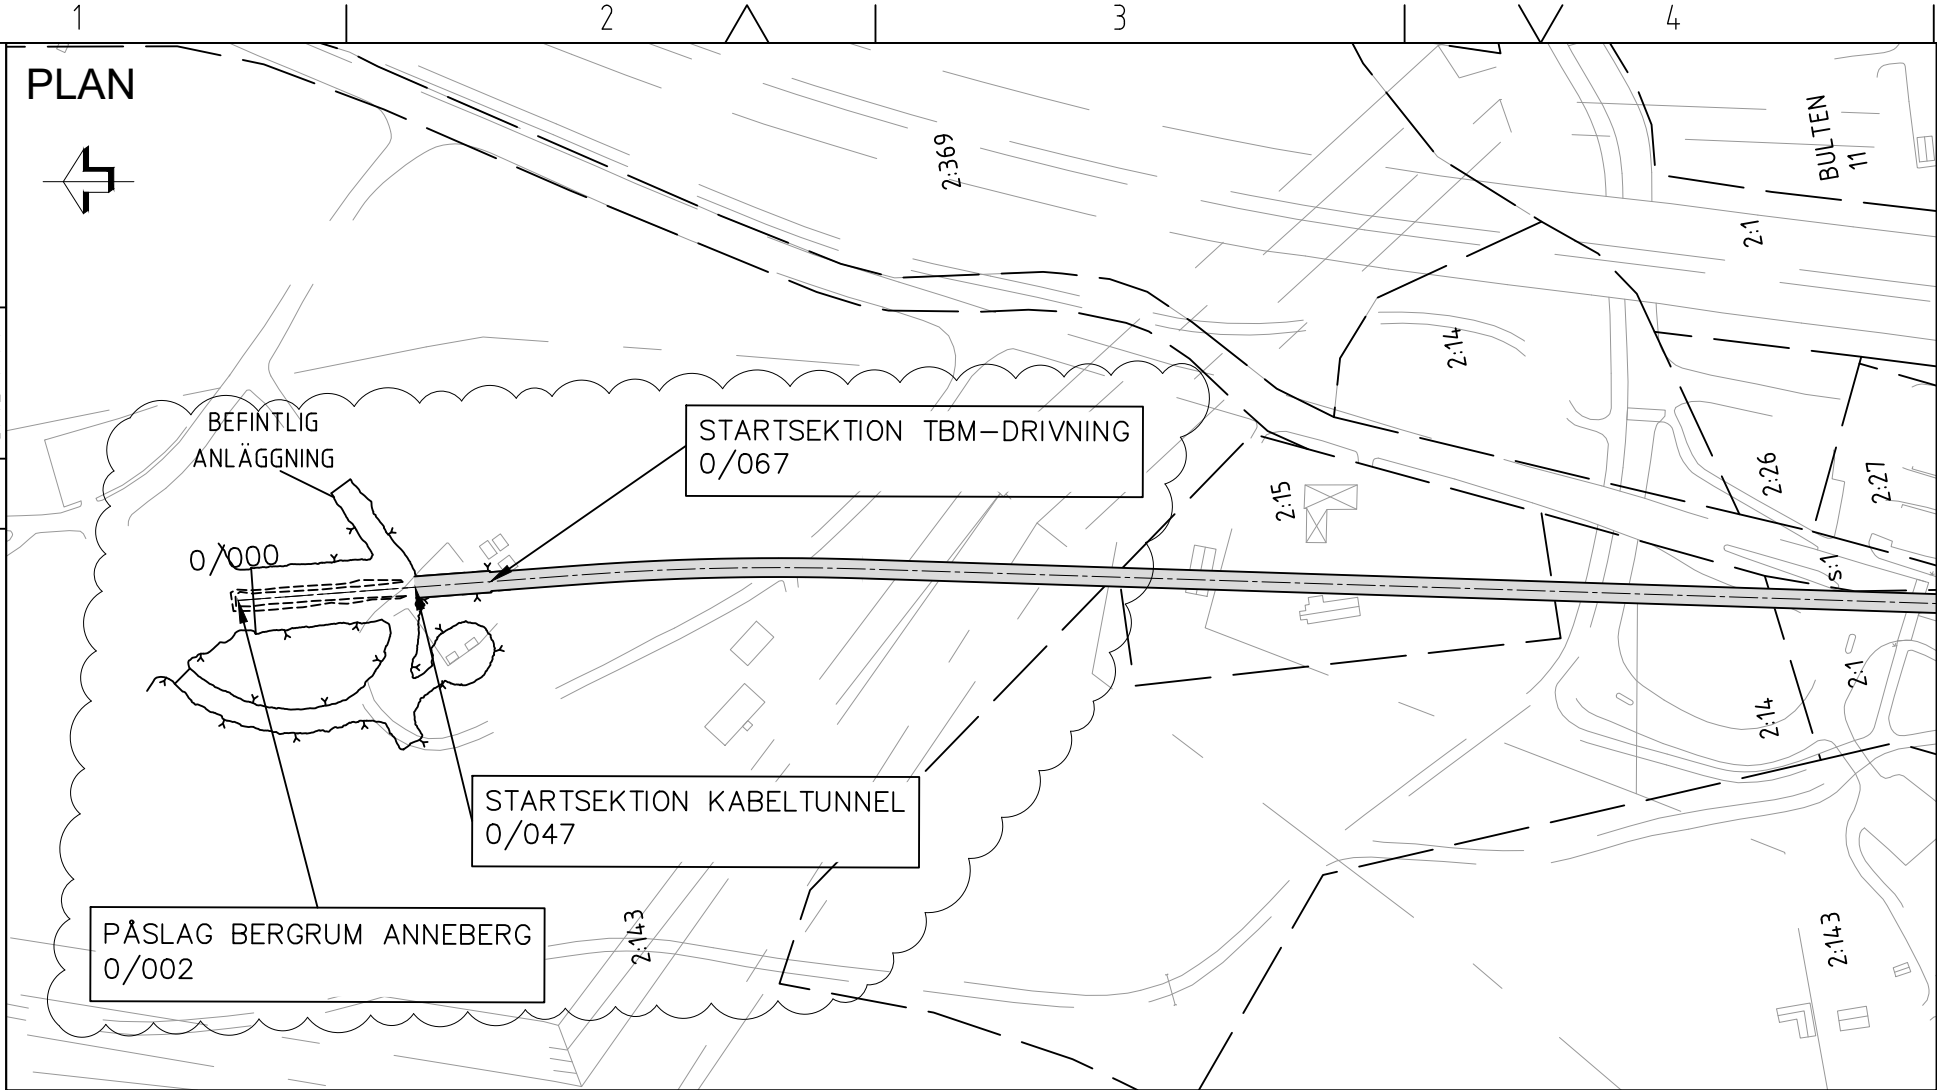 1 2 3 4
PLAN
2:369
BULTEN
11
2:1
2:14
BEFINTLIG
ANLÄGGNING
STARTSEKTION TBM-DRIVNING
0/067
2:15
2:26
2:27
0/000
s:1
2:1
2:14
STARTSEKTION KABELTUNNEL
0/047
PÅSLAG BERGRUM ANNEBERG
0/002
2:143
2:143